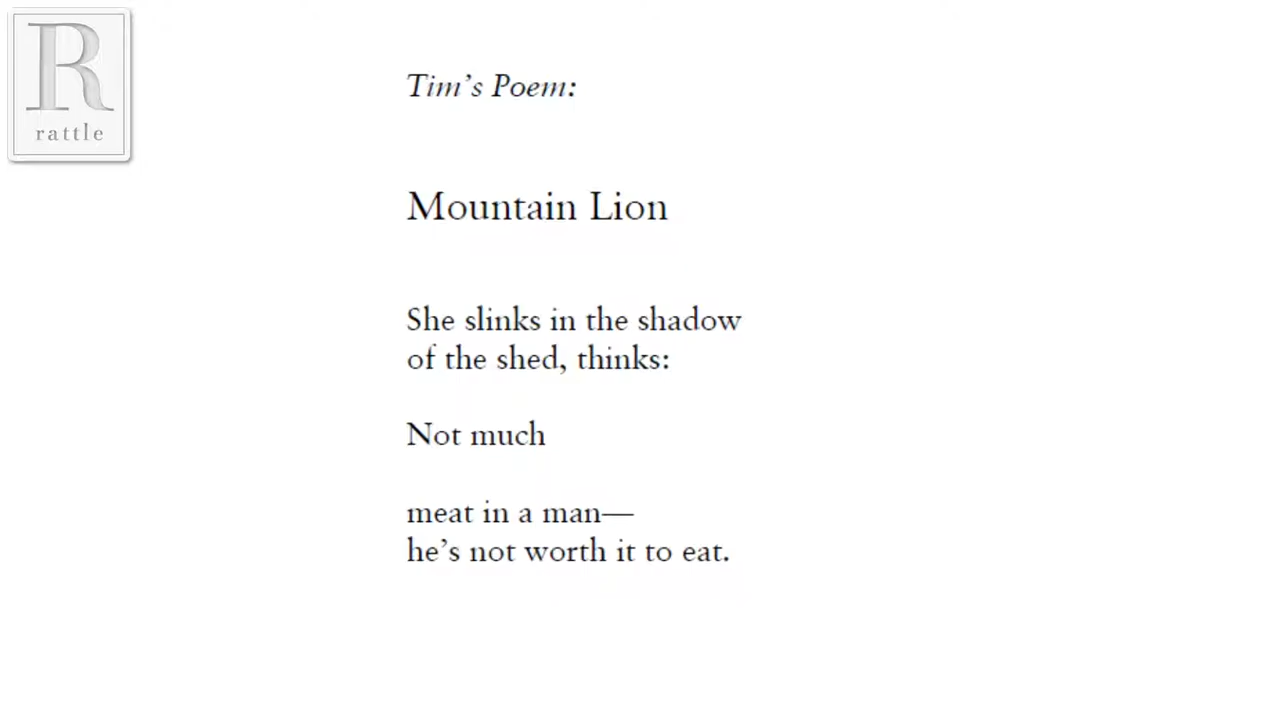 R
rattle
Tim's Poem:
Mountain Lion
She slinks in the shadow
of the shed, thinks:
Not much
meat in a man—
he's not worth it to eat.